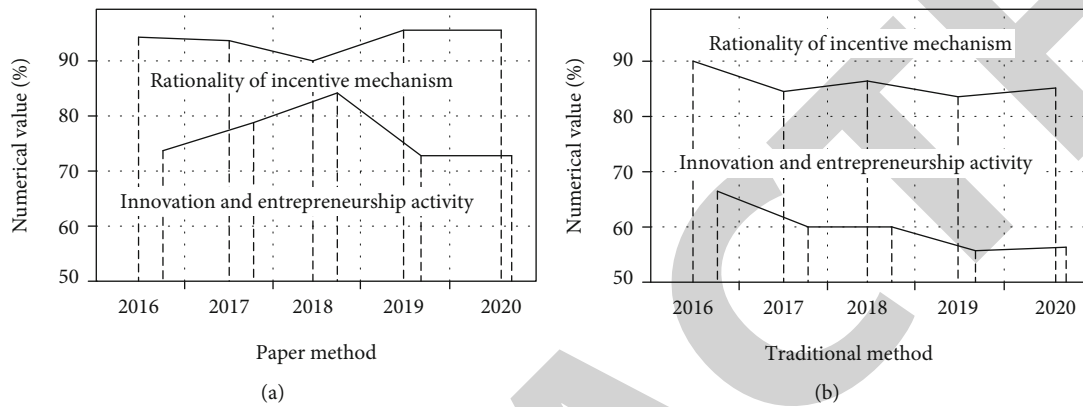 Numerical value (%)
90
80
70
60
50
Rationality of incentive mechanism
Innovation and entrepreneurship activity
2016 2017 2018 2019 2020
Paper method
(a)
Numerical value (%)
90
80
70
60
50
Rationality of incentive mechanism
Innovation and entrepreneurship activity
2016 2017 2018 2019 2020
Traditional method
(b)